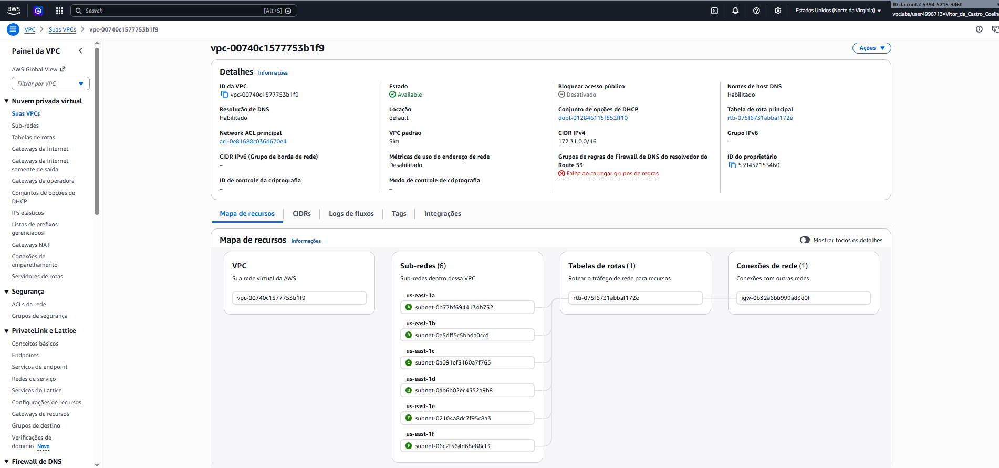 aws
Search
[Alt+S]
Estados Unidos (Norte da Virgínia)
ID da conta: 5394-5215-3460
voclabs/user4996713=Vitor_de_Castro_Coelh
VPC
Suas VPCs
vpc-00740c1577753b1f9
Painel da VPC
AWS Global View
Filtrar por VPC
Nuvem privada virtual
Suas VPCs
Sub-redes
Tabelas de rotas
Gateways da Internet
Gateways da Internet
somente de saída
Gateways da operadora
Conjuntos de opções de
DHCP
IPs elásticos
Listas de prefixos
gerenciados
Gateways NAT
Conexões de
emparelhamento
Servidores de rotas
Segurança
ACLs da rede
Grupos de segurança
PrivateLink e Lattice
Conceitos básicos
Endpoints
Serviços de endpoint
Redes de serviço
Serviços do Lattice
Configurações de recursos
Gateways de recursos
Grupos de destino
Verificações de
domínio Novo
Firewall de DNS
vpc-00740c1577753b1f9
Ações
Detalhes Informações
ID da VPC
vpc-00740c1577753b1f9
Estado
Available
Bloquear acesso público
Desativado
Nomes de host DNS
Habilitado
Resolução de DNS
Habilitado
Locação
default
Conjunto de opções de DHCP
dopt-012846115f552ff10
Tabela de rota principal
rtb-075f6731abbaf172e
Network ACL principal
acl-0e81688c036d670e4
VPC padrão
Sim
CIDR IPv4
172.31.0.0/16
Grupo IPv6
–
CIDR IPv6 (Grupo de borda de rede)
–
Métricas de uso do endereço de rede
Desabilitado
Grupos de regras do Firewall de DNS do resolvedor do
Route 53
Falha ao carregar grupos de regras
ID do proprietário
539452153460
ID de controle da criptografia
–
Modo de controle de criptografia
–
Mapa de recursos
CIDRs
Logs de fluxos
Tags
Integrações
Mapa de recursos Informações
Mostrar todos os detalhes
VPC
Sua rede virtual da AWS
vpc-00740c1577753b1f9
Sub-redes (6)
Sub-redes dentro dessa VPC
us-east-1a
A subnet-0b77bf6944134b732
us-east-1b
B subnet-0e5dff5c5bbda0ccd
us-east-1c
C subnet-0a091ef3160a7f765
us-east-1d
D subnet-0ab6b02ec4352a9b8
us-east-1e
E subnet-02104a8dc7f95c8a3
us-east-1f
F subnet-06c2f564d68e88cf3
Tabelas de rotas (1)
Rotear o tráfego de rede para recursos
rtb-075f6731abbaf172e
Conexões de rede (1)
Conexões com outras redes
igw-0b32a6bb999a83d0f